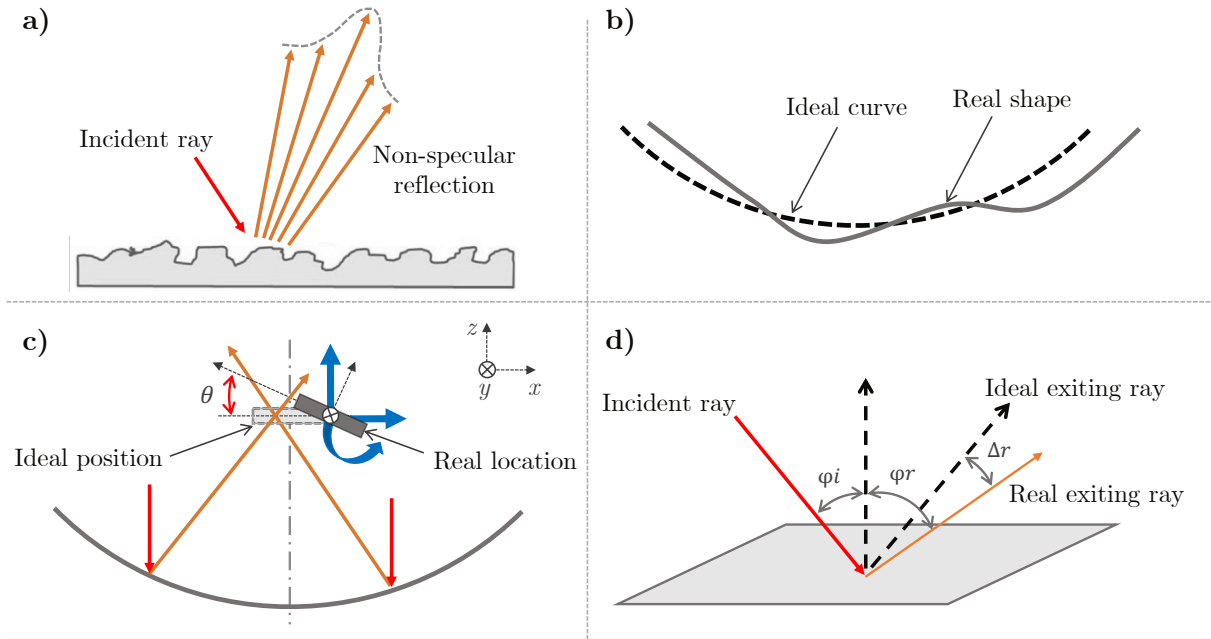 a)
Incident ray
Non-specular
reflection
b)
Ideal curve
Real shape
c)
z
y
x
θ
Ideal position
Real location
d)
Incident ray
Ideal exiting ray
φi
φr
Δr
Real exiting ray